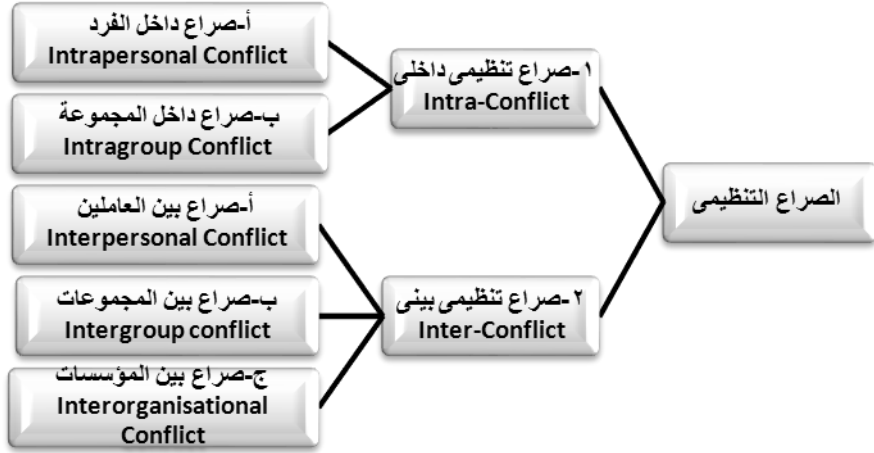 الصراع التنظيمى
١-صراع تنظيمى داخلى
Intra-Conflict
أ-صراع داخل الفرد
Intrapersonal Conflict
ب-صراع داخل المجموعة
Intragroup Conflict
٢-صراع تنظيمى بينى
Inter-Conflict
أ-صراع بين العاملين
Interpersonal Conflict
ب-صراع بين المجموعات
Intergroup conflict
ج-صراع بين المؤسسات
Interorganisational
Conflict